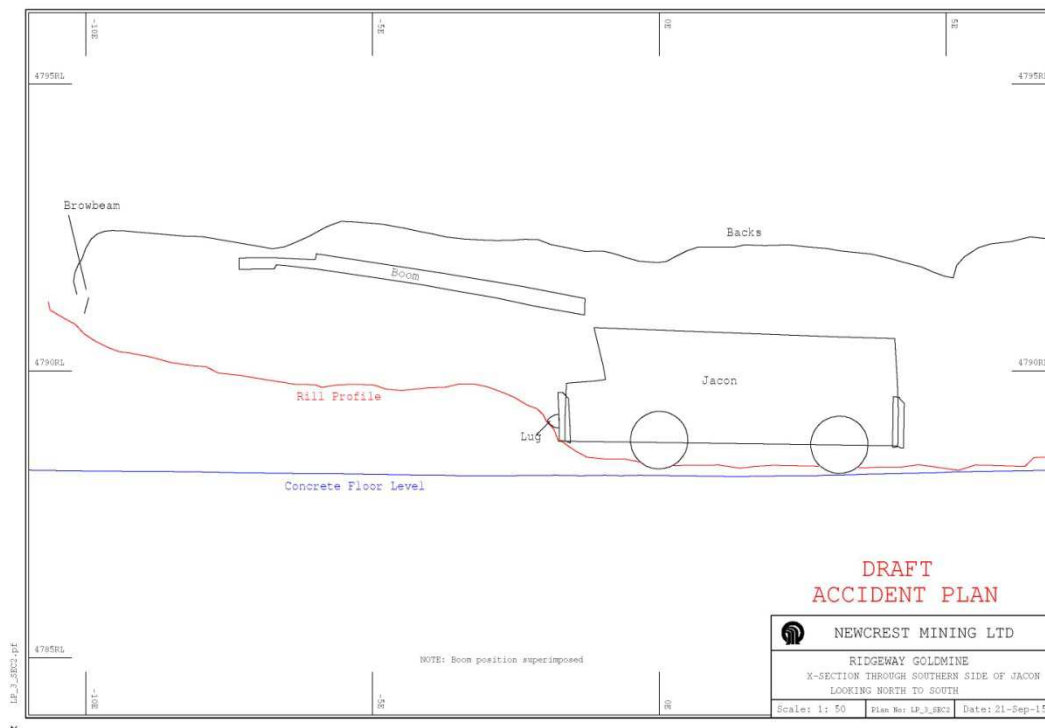 -10E -5E 0E 5E
4795RL 4795RL
Browbeam
Backs
Boom
4790RL 4790RL
Jacon
Rill Profile
Lug
Concrete Floor Level
DRAFT
ACCIDENT PLAN
NEWCREST MINING LTD
RIDGEWAY GOLDMINE
X-SECTION THROUGH SOUTHERN SIDE OF JACON
LOOKING NORTH TO SOUTH
Scale: 1: 50 Plan No: LP_3_SEC2 Date: 21-Sep-15
4785RL
NOTE: Boom position superimposed
-10E -5E 0E
LP_3_SEC2.pf